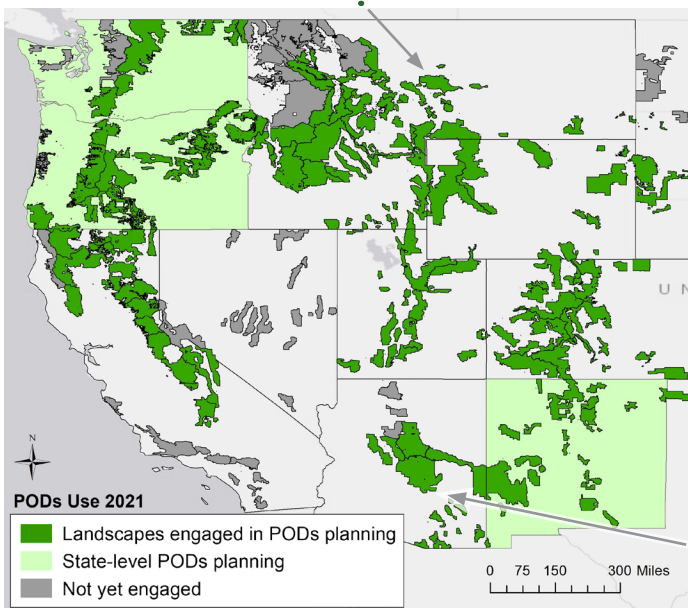 U N
N
PODs Use 2021
Landscapes engaged in PODs planning
State-level PODs planning
Not yet engaged
0 75 150 300 Miles